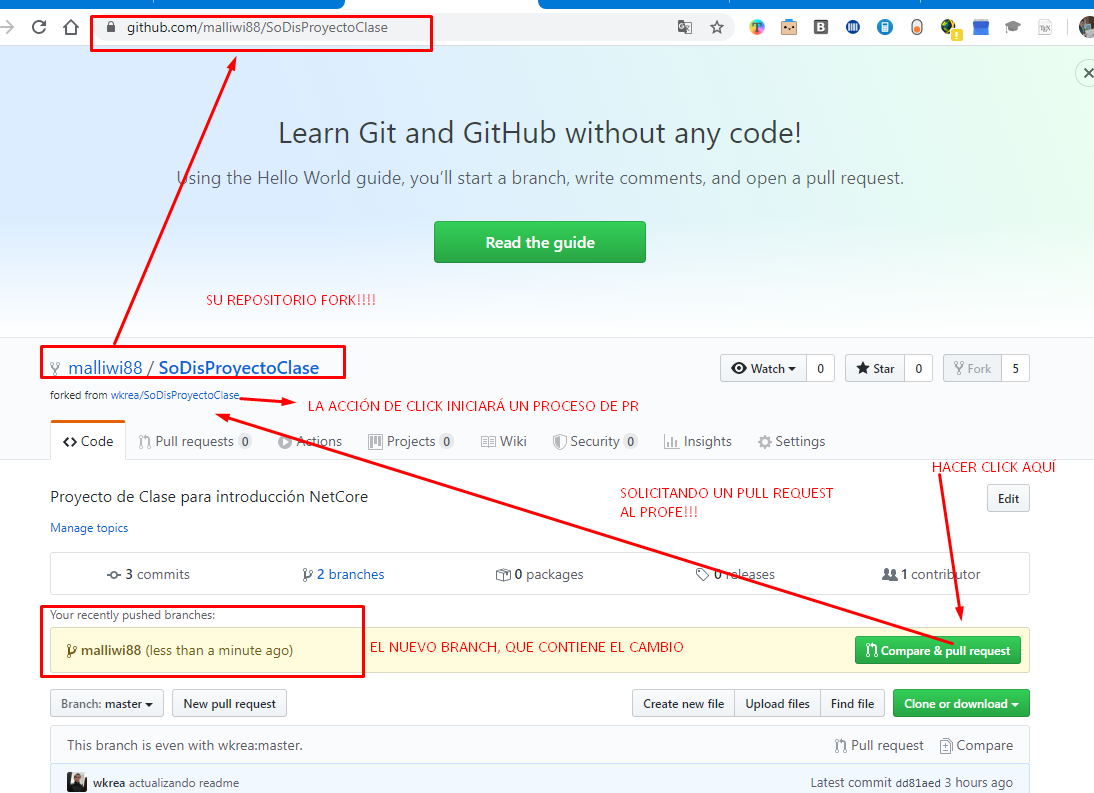 github.com/malliwi88/SoDisProyectoClase
Learn Git and GitHub without any code!
Using the Hello World guide, you'll start a branch, write comments, and open a pull request.
Read the guide
SU REPOSITORIO FORK!!!!
malliwi88 / SoDisProyectoClase
Watch 0 Star 0 Fork 5
forked from wkrea/SoDisProyectoClase
LA ACCIÓN DE CLICK INICIARÁ UN PROCESO DE PR
Code Pull requests 0 Actions Projects 0 Wiki Security 0 Insights Settings
HACER CLICK AQUÍ
Proyecto de Clase para introducción NetCore
SOLICITANDO UN PULL REQUEST
AL PROFE!!!
Edit
Manage topics
3 commits 2 branches 0 packages 0 releases 1 contributor
Your recently pushed branches:
malliwi88 (less than a minute ago)
EL NUEVO BRANCH, QUE CONTIENE EL CAMBIO
Compare & pull request
Branch: master New pull request Create new file Upload files Find file Clone or download
This branch is even with wkrea:master. Pull request Compare
wkrea actualizando readme Latest commit dd81aed 3 hours ago